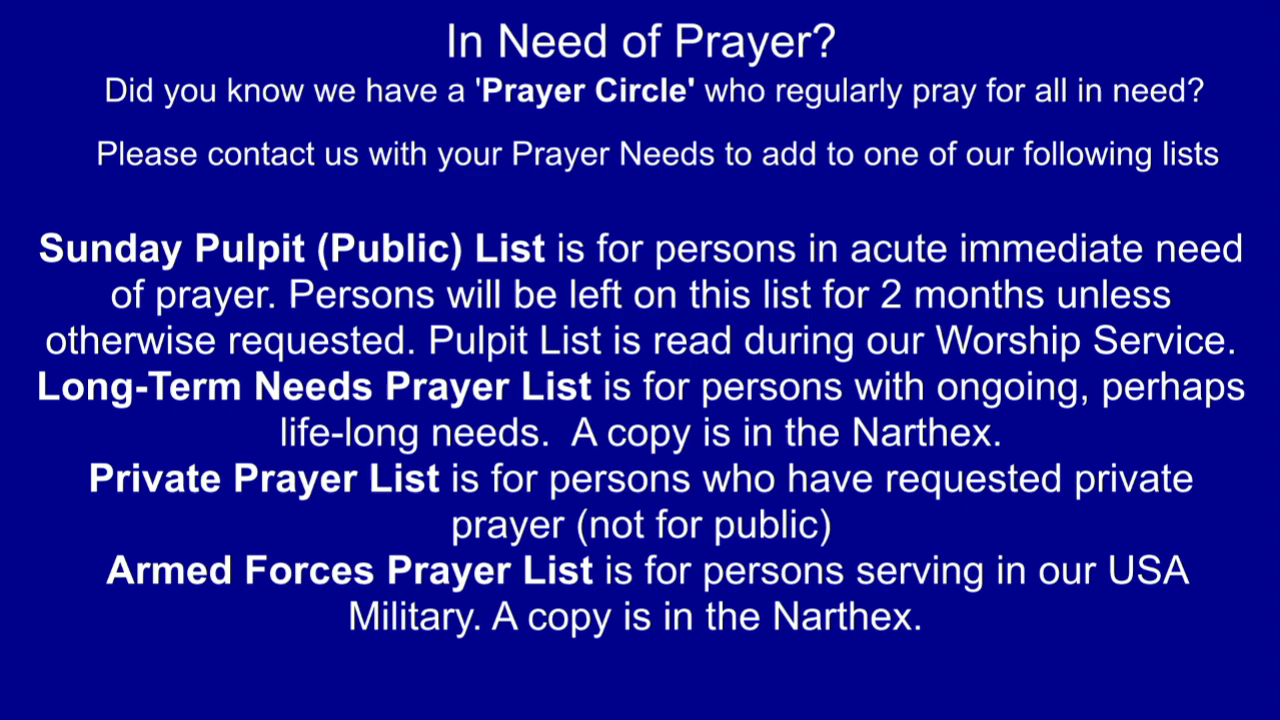 In Need of Prayer?
Did you know we have a 'Prayer Circle' who regularly pray for all in need?
Please contact us with your Prayer Needs to add to one of our following lists
Sunday Pulpit (Public) List is for persons in acute immediate need
of prayer. Persons will be left on this list for 2 months unless
otherwise requested. Pulpit List is read during our Worship Service.
Long-Term Needs Prayer List is for persons with ongoing, perhaps
life-long needs.  A copy is in the Narthex.
Private Prayer List is for persons who have requested private
prayer (not for public)
Armed Forces Prayer List is for persons serving in our USA
Military. A copy is in the Narthex.